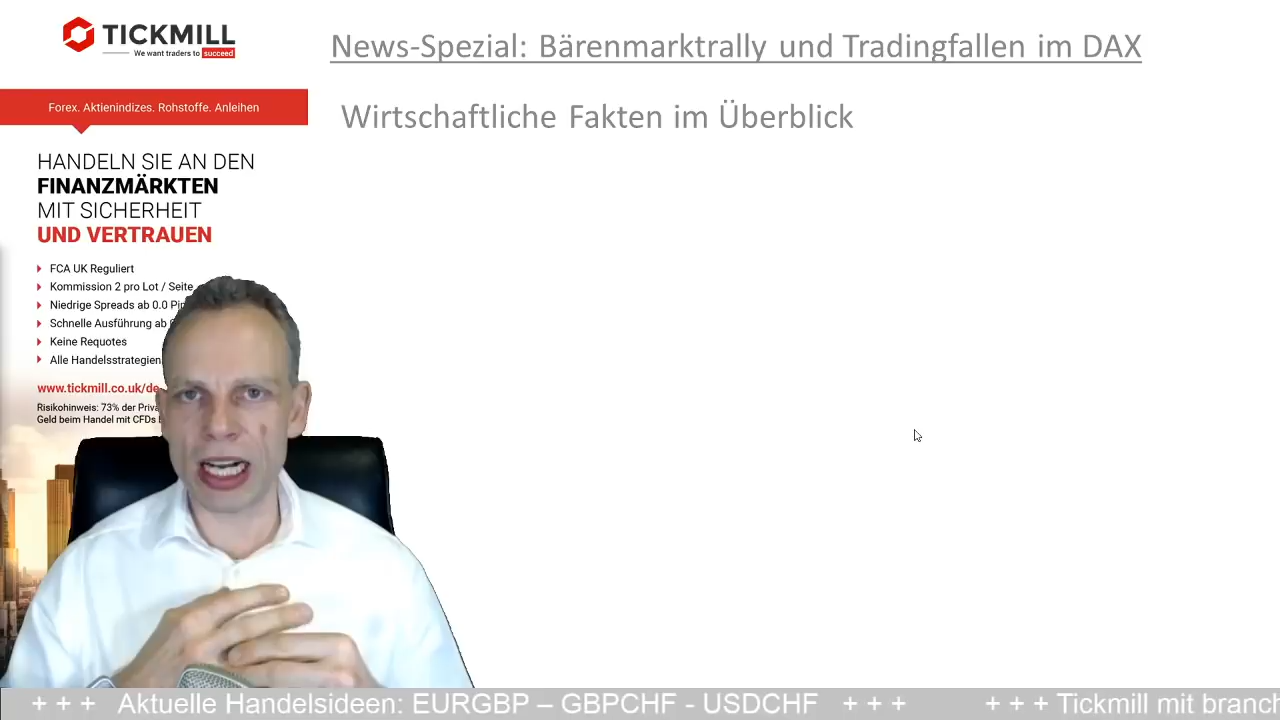 TICKMILL
We want traders to succeed
News-Spezial: Bärenmarktrally und Tradingfallen im DAX
Forex. Aktienindizes. Rohstoffe. Anleihen
Wirtschaftliche Fakten im Überblick
HANDELN SIE AN DEN
FINANZMÄRKTEN
MIT SICHERHEIT
UND VERTRAUEN
FCA UK Reguliert
Kommission 2 pro Lot / Seite
Niedrige Spreads ab 0.0
Schnelle Ausführung ab
Keine Requotes
Alle Handelsstrategien
www.tickmill.co.uk/de
Risikohinweis: 73% der
Geld beim Handel mit CFDs
+ + + Aktuelle Handelsideen: EURGBP – GBPCHF - USDCHF + + + + + + Tickmill mit